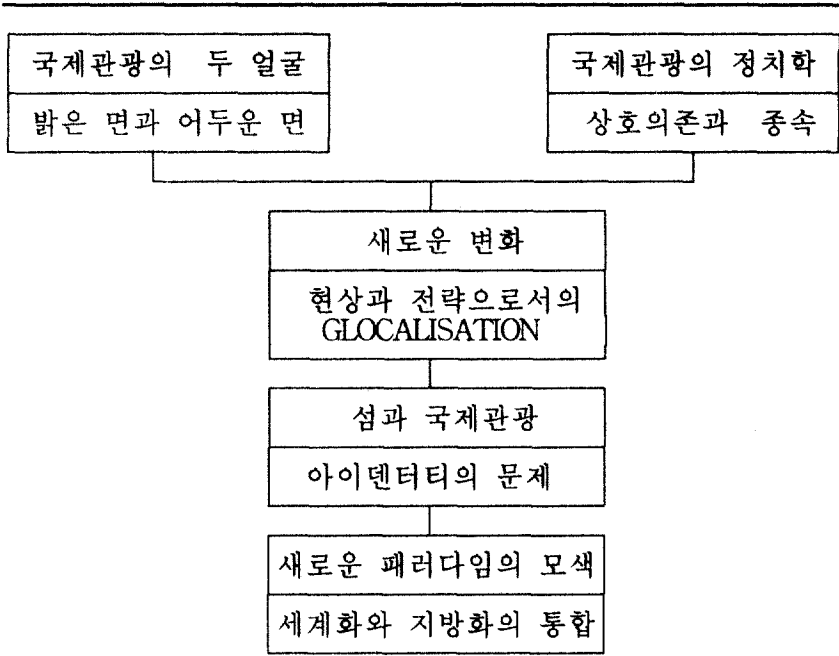 국제관광의 두 얼굴
밝은 면과 어두운 면
국제관광의 정치학
상호의존과 종속
새로운 변화
현상과 전략으로서의
GLOCALISATION
섬과 국제관광
아이덴터티의 문제
새로운 패러다임의 모색
세계화와 지방화의 통합